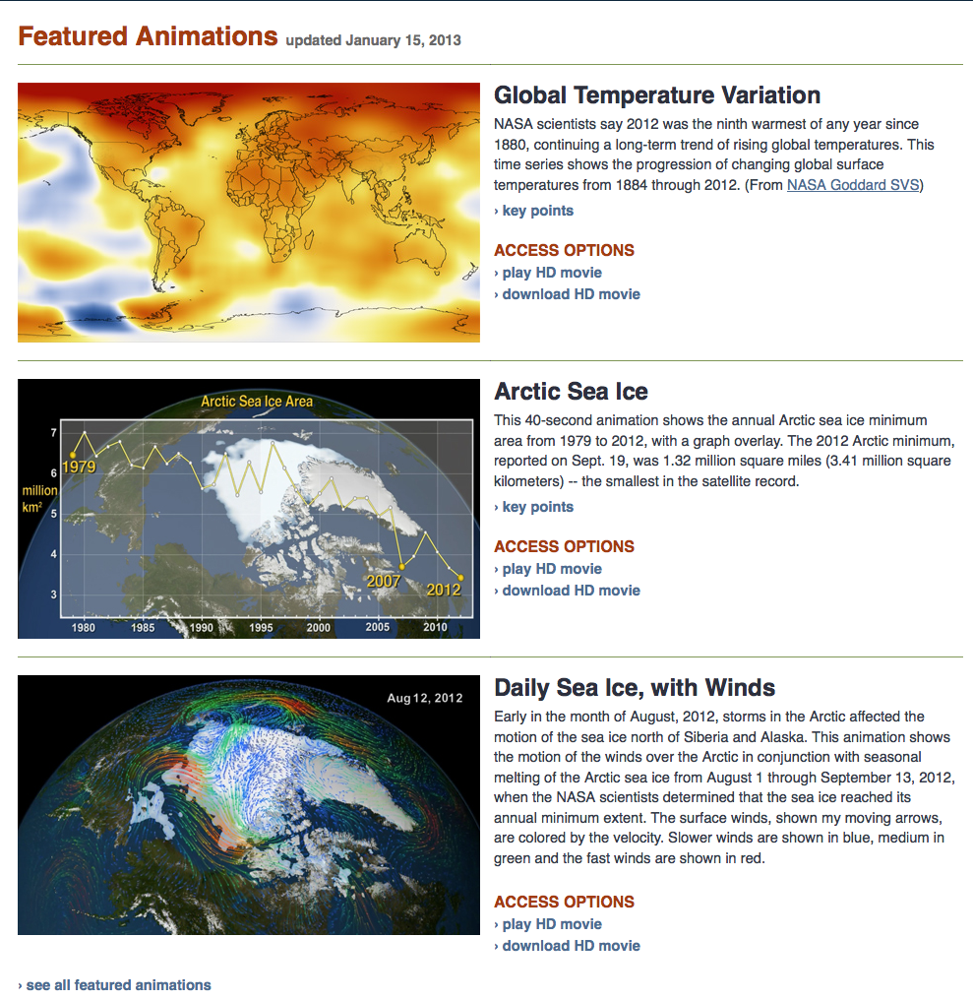 Featured Animations updated January 15, 2013
Global Temperature Variation
NASA scientists say 2012 was the ninth warmest of any year since
1880, continuing a long-term trend of rising global temperatures. This
time series shows the progression of changing global surface
temperatures from 1884 through 2012. (From NASA Goddard SVS)
› key points
ACCESS OPTIONS
› play HD movie
› download HD movie
Arctic Sea Ice Area
7
1979
6
million
km²
5
4
3
2007
2012
1980 1985 1990 1995 2000 2005 2010
Arctic Sea Ice
This 40-second animation shows the annual Arctic sea ice minimum
area from 1979 to 2012, with a graph overlay. The 2012 Arctic minimum,
reported on Sept. 19, was 1.32 million square miles (3.41 million square
kilometers) -- the smallest in the satellite record.
› key points
ACCESS OPTIONS
› play HD movie
› download HD movie
Aug 12, 2012
Daily Sea Ice, with Winds
Early in the month of August, 2012, storms in the Arctic affected the
motion of the sea ice north of Siberia and Alaska. This animation shows
the motion of the winds over the Arctic in conjunction with seasonal
melting of the Arctic sea ice from August 1 through September 13, 2012,
when the NASA scientists determined that the sea ice reached its
annual minimum extent. The surface winds, shown my moving arrows,
are colored by the velocity. Slower winds are shown in blue, medium in
green and the fast winds are shown in red.
ACCESS OPTIONS
› play HD movie
› download HD movie
› see all featured animations